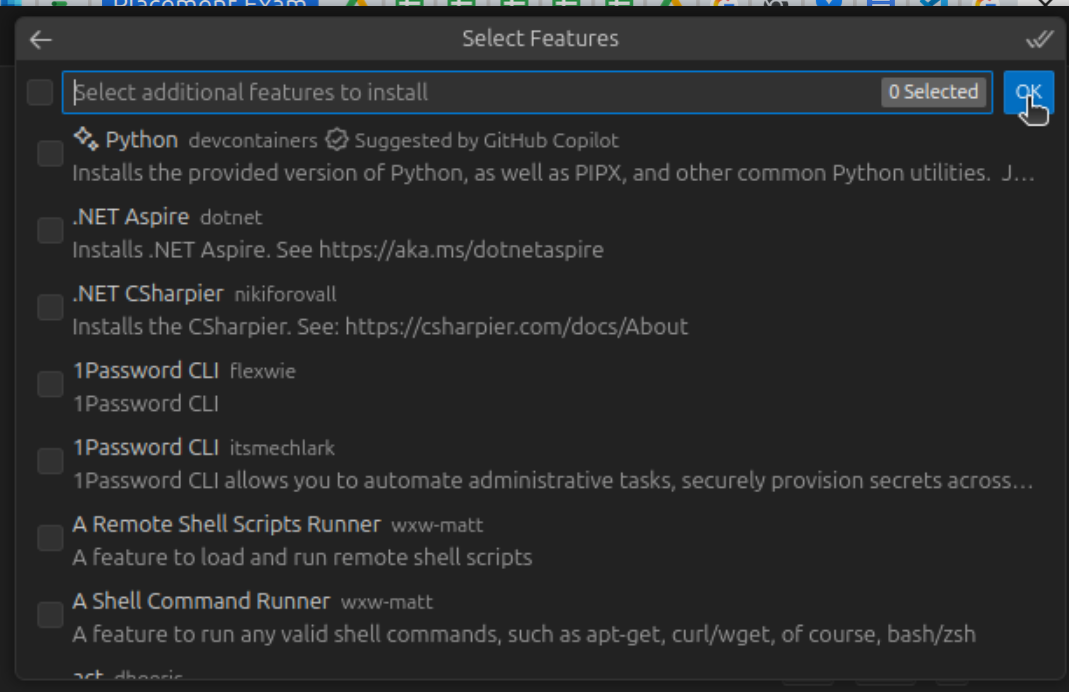 Placement Exam
Select Features
Select additional features to install
0 Selected
OK
Python devcontainers Suggested by GitHub Copilot
Installs the provided version of Python, as well as PIPX, and other common Python utilities. J...
.NET Aspire dotnet
Installs .NET Aspire. See https://aka.ms/dotnetaspire
.NET CSharpier nikiforovall
Installs the CSharpier. See: https://csharpier.com/docs/About
1Password CLI flexwie
1Password CLI
1Password CLI itsmechlark
1Password CLI allows you to automate administrative tasks, securely provision secrets across...
A Remote Shell Scripts Runner wxw-matt
A feature to load and run remote shell scripts
A Shell Command Runner wxw-matt
A feature to run any valid shell commands, such as apt-get, curl/wget, of course, bash/zsh
act